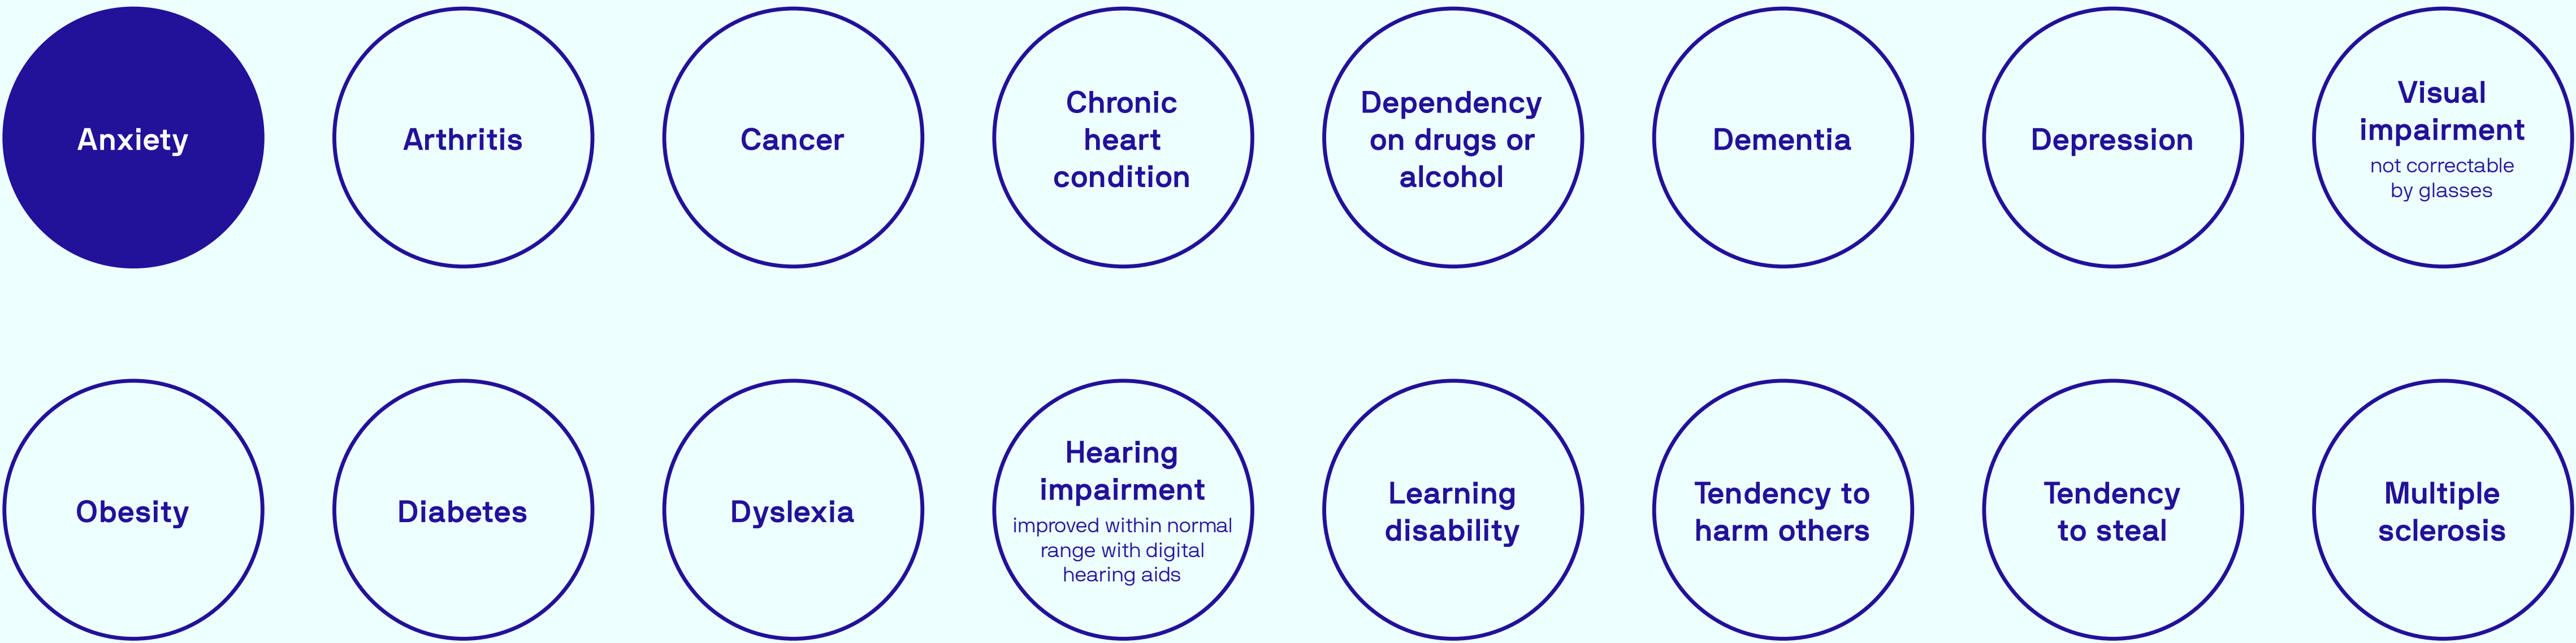 Anxiety
Arthritis
Cancer
Chronic
heart
condition
Dependency
on drugs or
alcohol
Dementia
Depression
Visual
impairment
not correctable
by glasses
Obesity
Diabetes
Dyslexia
Hearing
impairment
improved within normal
range with digital
hearing aids
Learning
disability
Tendency to
harm others
Tendency
to steal
Multiple
sclerosis